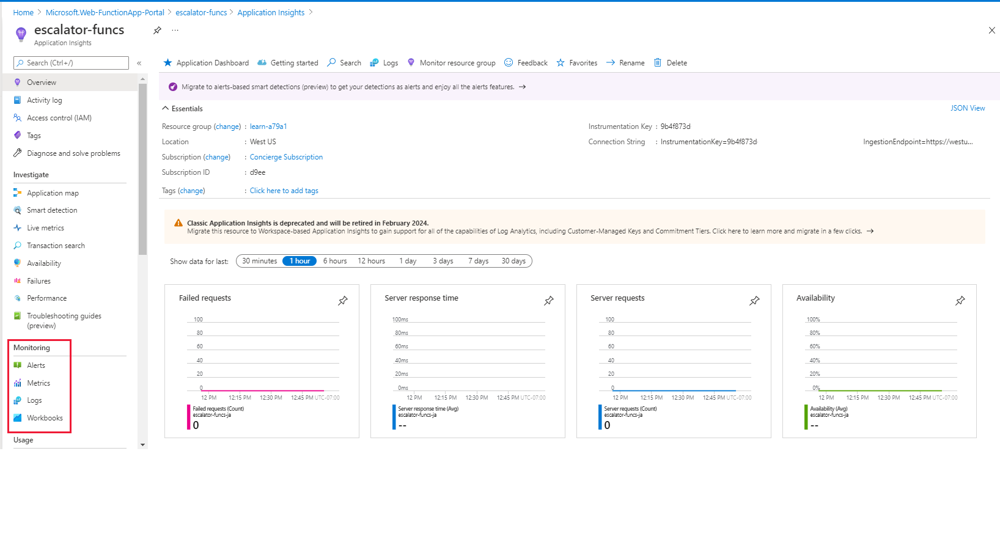 Home > Microsoft.Web-FunctionApp-Portal > escalator-funcs > Application Insights >
escalator-funcs ...
Application Insights
Search (Ctrl+/) «
Overview
Activity log
Access control (IAM)
Tags
Diagnose and solve problems
Investigate
Application map
Smart detection
Live metrics
Transaction search
Availability
Failures
Performance
Troubleshooting guides
(preview)
Monitoring
Alerts
Metrics
Logs
Workbooks
Usage
Application Dashboard Getting started Search Logs Monitor resource group Feedback Favorites Rename Delete
Migrate to alerts-based smart detections (preview) to get your detections as alerts and enjoy all the alerts features. →
Essentials JSON View
Resource group (change) : learn-a79a1
Location : West US
Subscription (change) : Concierge Subscription
Subscription ID : d9ee
Tags (change) : Click here to add tags
Instrumentation Key : 9b4f873d
Connection String : InstrumentationKey=9b4f873d- IngestionEndpoint=https://westu...
Classic Application Insights is deprecated and will be retired in February 2024.
Migrate this resource to Workspace-based Application Insights to gain support for all of the capabilities of Log Analytics, including Customer-Managed Keys and Commitment Tiers. Click here to learn more and migrate in a few clicks. →
Show data for last: 30 minutes 1 hour 6 hours 12 hours 1 day 3 days 7 days 30 days
Failed requests
100
80
60
40
20
0
12 PM 12:15 PM 12:30 PM 12:45 PM UTC-07:00
Failed requests (Count)
escalator-funcs-ja
0
Server response time
100ms
80ms
60ms
40ms
20ms
0ms
12 PM 12:15 PM 12:30 PM 12:45 PM UTC-07:00
Server response time (Avg)
escalator-funcs-ja
--
Server requests
100
80
60
40
20
0
12 PM 12:15 PM 12:30 PM 12:45 PM UTC-07:00
Server requests (Count)
escalator-funcs-ja
0
Availability
100%
80%
60%
40%
20%
0%
12 PM 12:15 PM 12:30 PM 12:45 PM UTC-07:00
Availability (Avg)
escalator-funcs-ja
--